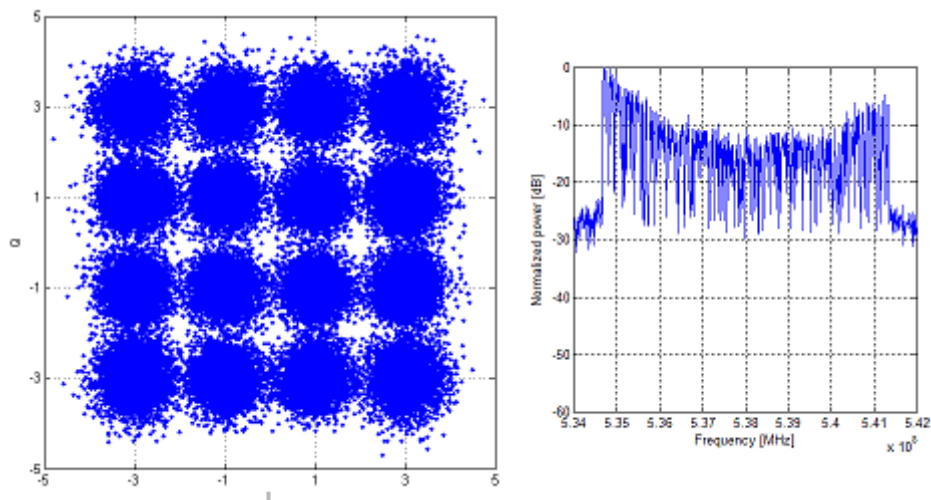 5
3
1
-1
-3
-5
Q
-3 -1 1 3 5
I
0
-10
-20
-30
-40
-50
-60
Normalized power [dB]
5.34 5.35 5.36 5.37 5.38 5.39 5.4 5.41 5.42
Frequency [MHz]
x 10⁸